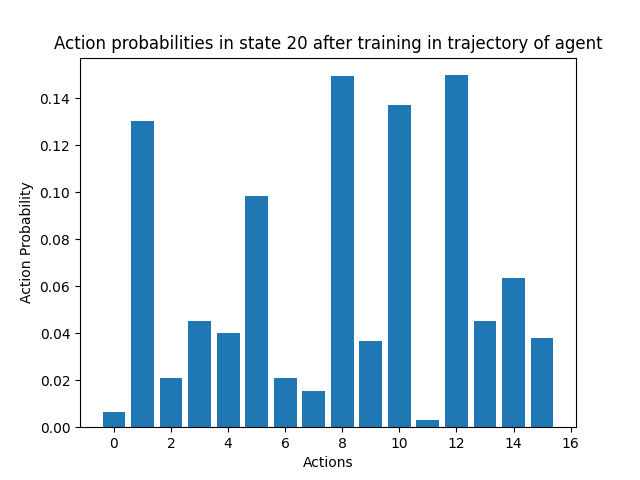 Action probabilities in state 20 after training in trajectory of agent
0.14
0.12
0.10
0.08
0.06
0.04
0.02
0.00
Action Probability
0 2 4 6 8 10 12 14 16
Actions